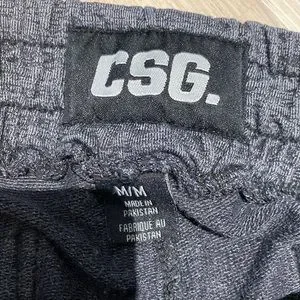 CSG.
M/M
MADE IN
PAKISTAN
FABRIQUÉ AU
PAKISTAN